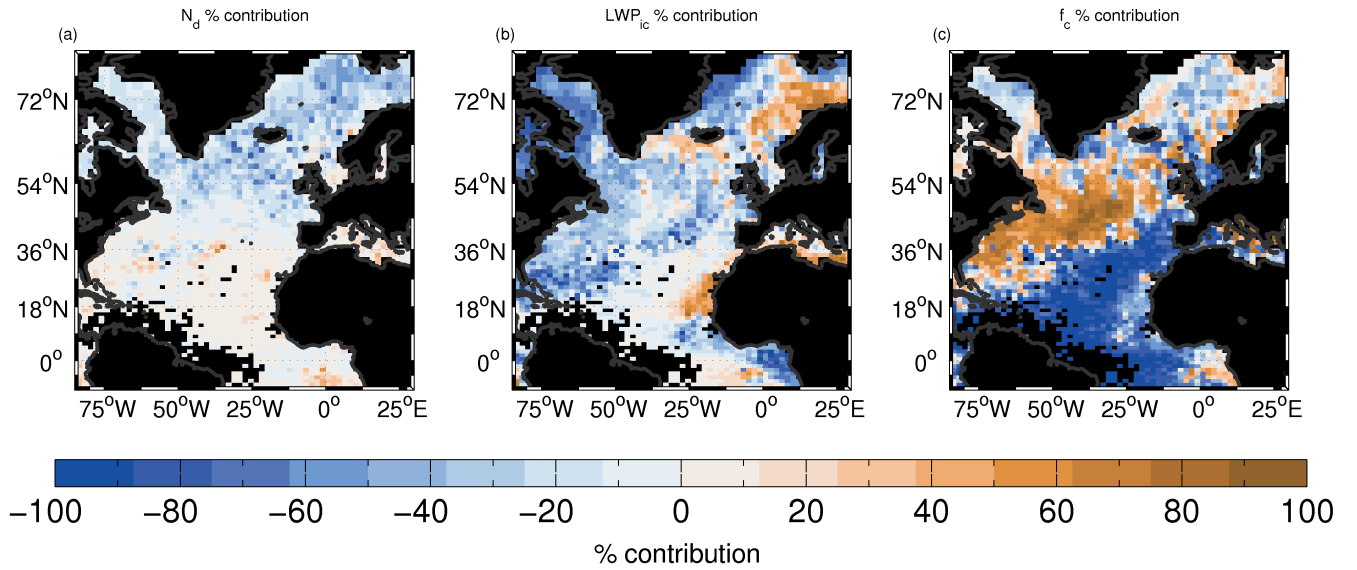 N_d % contribution
LWP_ic % contribution
f_c % contribution
(a)
(b)
(c)
72°N
54°N
36°N
18°N
0°
72°N
54°N
36°N
18°N
0°
72°N
54°N
36°N
18°N
0°
75°W 50°W 25°W 0° 25°E
75°W 50°W 25°W 0° 25°E
75°W 50°W 25°W 0° 25°E
−100 −80 −60 −40 −20 0 20 40 60 80 100
% contribution